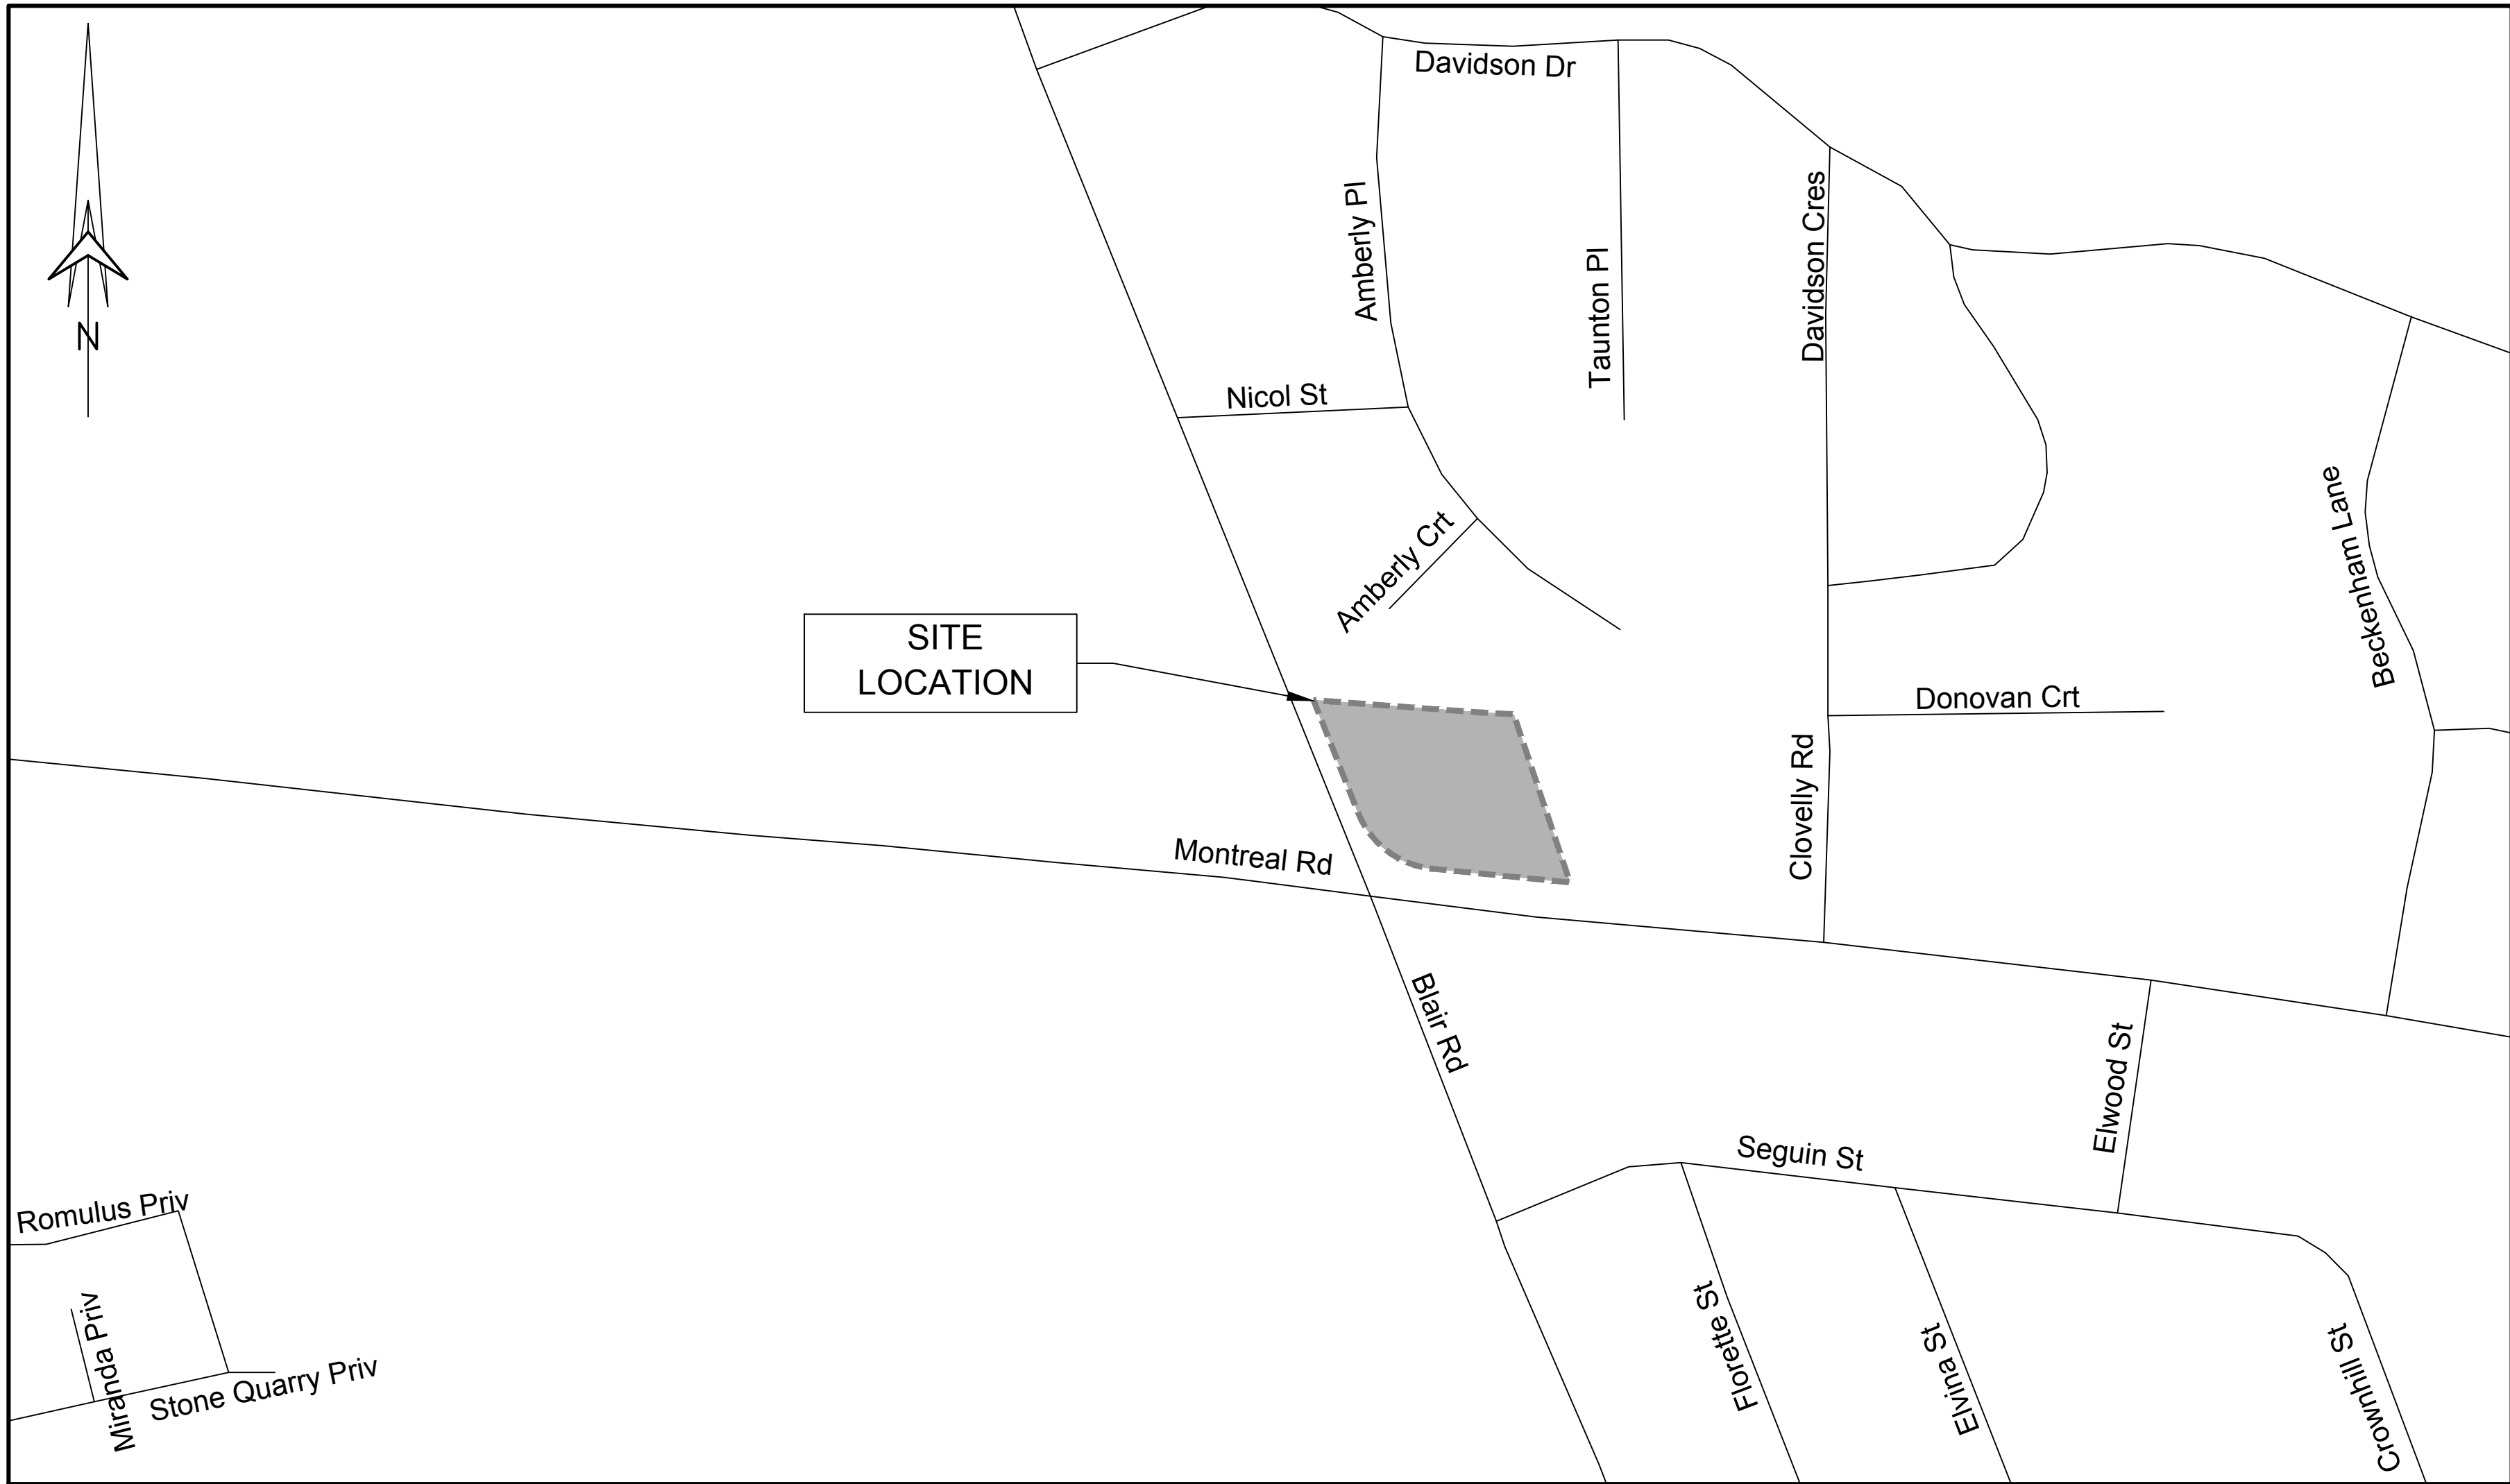 Davidson Dr
Amberly Pl
Taunton Pl
Davidson Cres
N
Nicol St
Amberly Crt
Beckenham Lane
SITE
LOCATION
Donovan Crt
Clovelly Rd
Montreal Rd
Blair Rd
Elwood St
Seguin St
Romulus Priv
Miranda Priv
Stone Quarry Priv
Florette St
Elvina St
Crownhill St